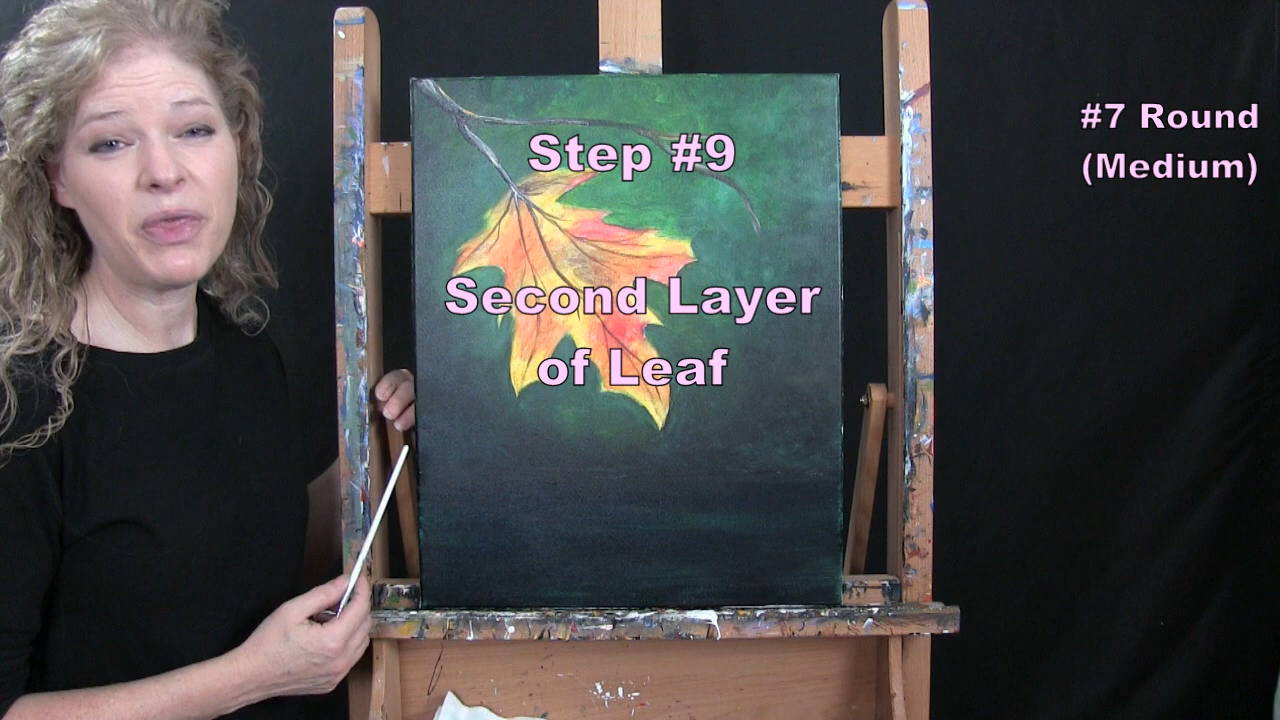 Step #9
Second Layer
of Leaf
#7 Round
(Medium)